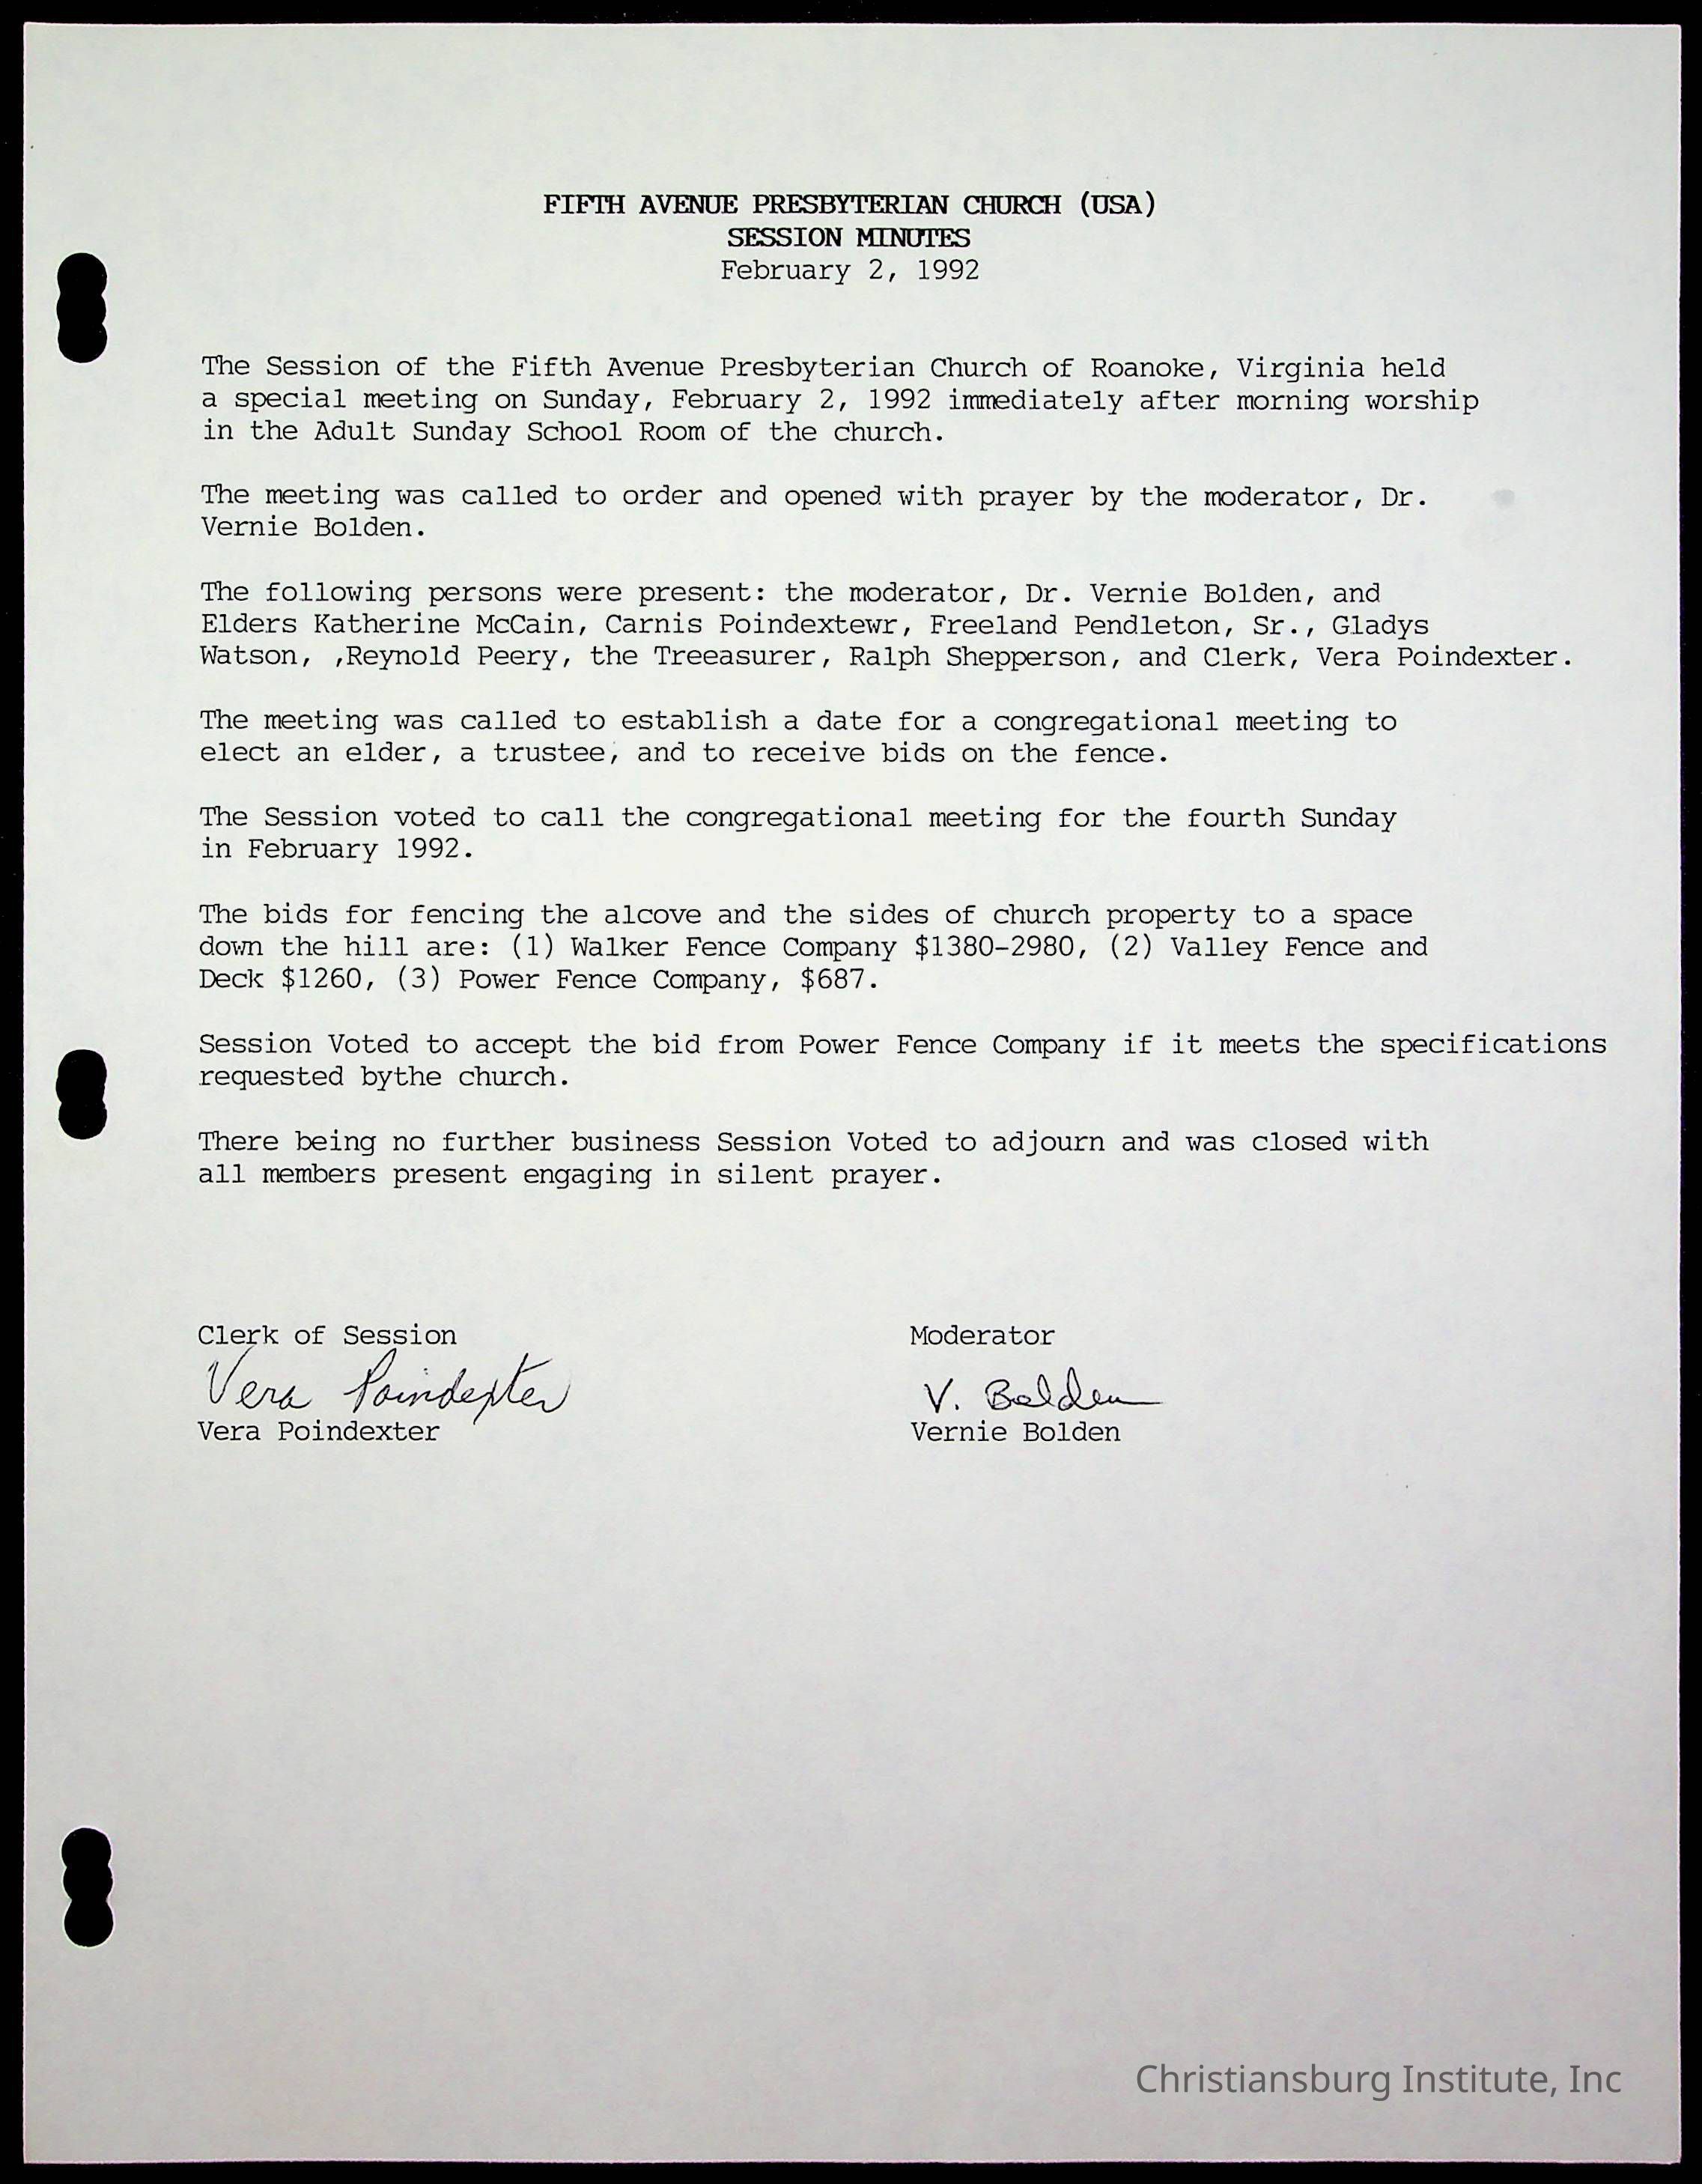 FIFTH AVENUE PRESBYTERIAN CHURCH (USA)
SESSION MINUTES
February 2, 1992
The Session of the Fifth Avenue Presbyterian Church of Roanoke, Virginia held
a special meeting on Sunday, February 2, 1992 immediately after morning worship
in the Adult Sunday School Room of the church.
The meeting was called to order and opened with prayer by the moderator, Dr.
Vernie Bolden.
The following persons were present: the moderator, Dr. Vernie Bolden, and
Elders Katherine McCain, Carnis Poindextewr, Freeland Pendleton, Sr., Gladys
Watson, ,Reynold Peery, the Treeasurer, Ralph Shepperson, and Clerk, Vera Poindexter.
The meeting was called to establish a date for a congregational meeting to
elect an elder, a trustee, and to receive bids on the fence.
The Session voted to call the congregational meeting for the fourth Sunday
in February 1992.
The bids for fencing the alcove and the sides of church property to a space
down the hill are: (1) Walker Fence Company $1380-2980, (2) Valley Fence and
Deck $1260, (3) Power Fence Company, $687.
Session Voted to accept the bid from Power Fence Company if it meets the specifications
requested bythe church.
There being no further business Session Voted to adjourn and was closed with
all members present engaging in silent prayer.
Clerk of Session Moderator
Vera Poindexter V. Bolden
Vera Poindexter Vernie Bolden
Christiansburg Institute, Inc